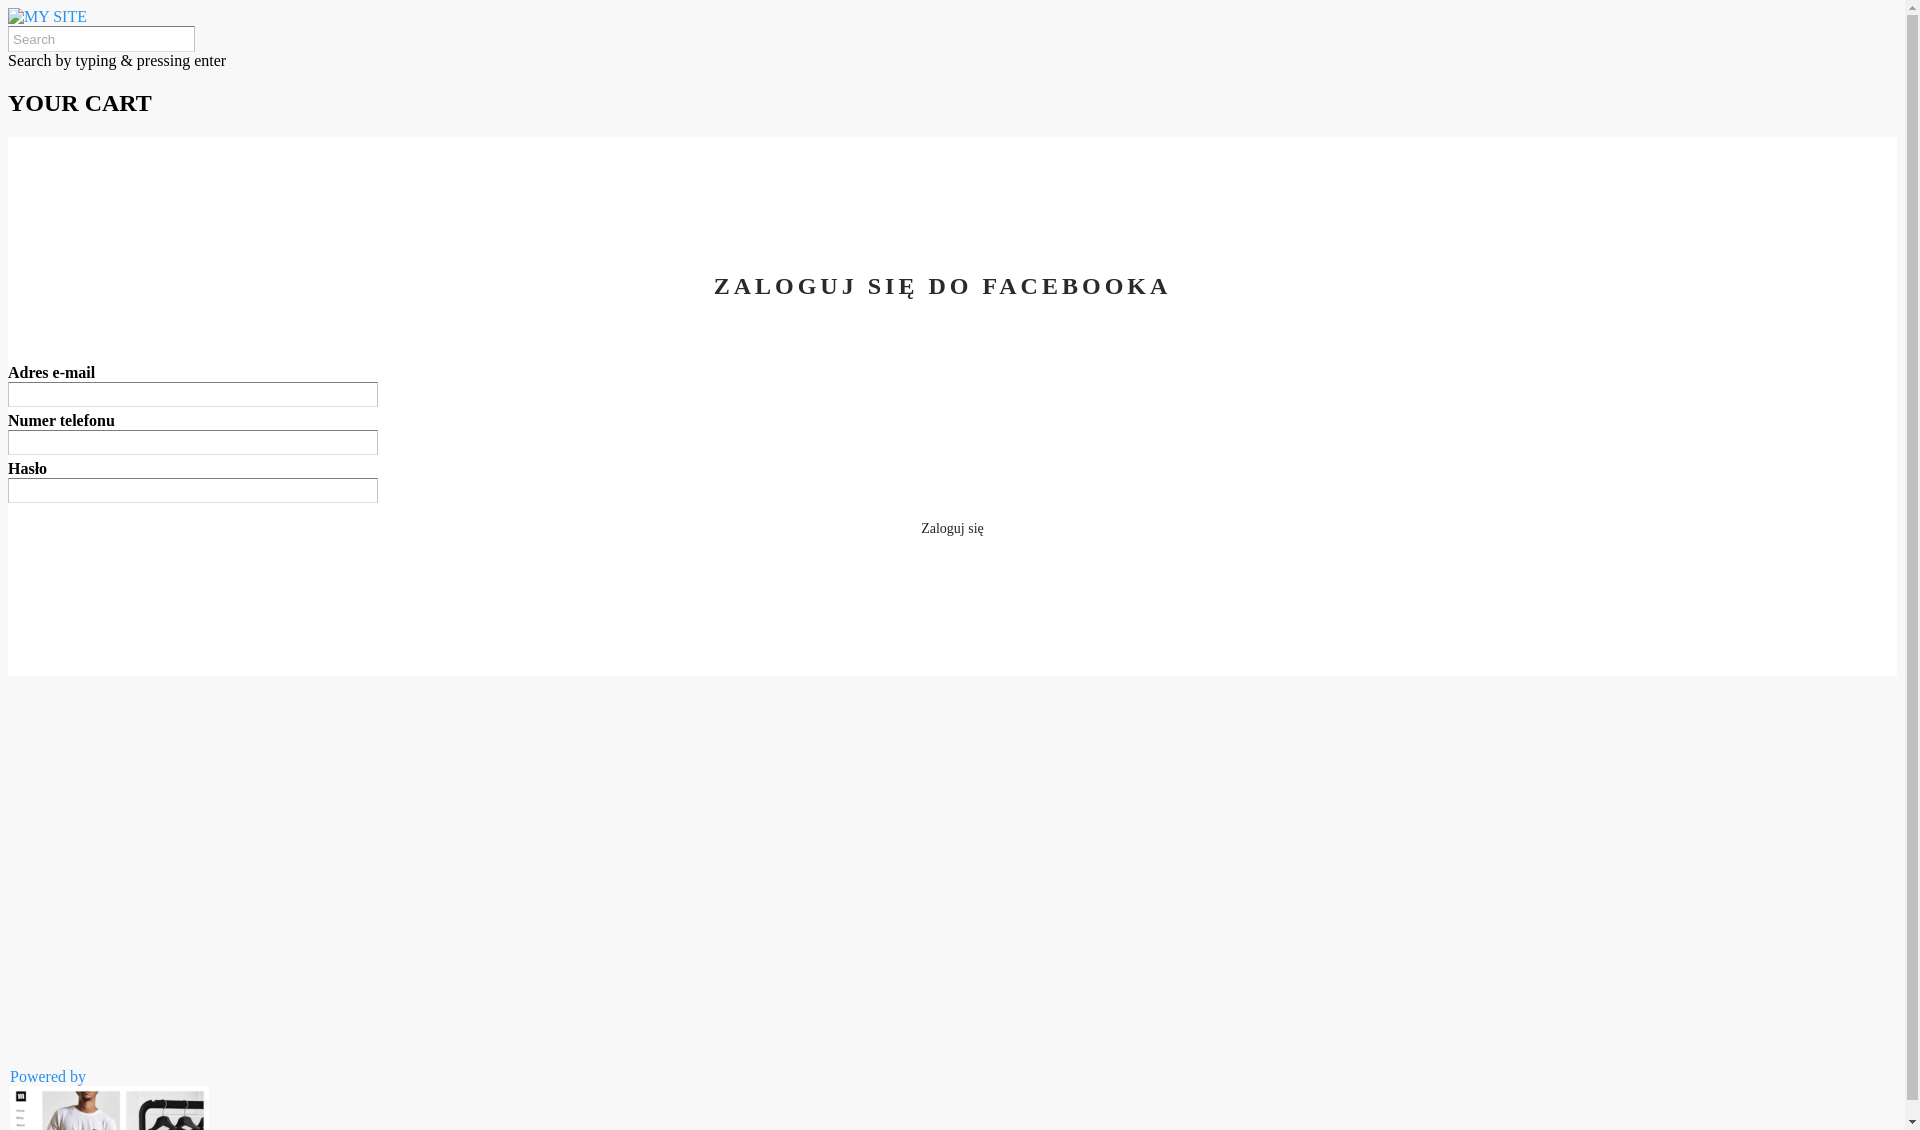 MY SITE
Search
Search by typing & pressing enter
YOUR CART
ZALOGUJ SIĘ DO FACEBOOKA
Adres e-mail
Numer telefonu
Hasło
Zaloguj się
Powered by